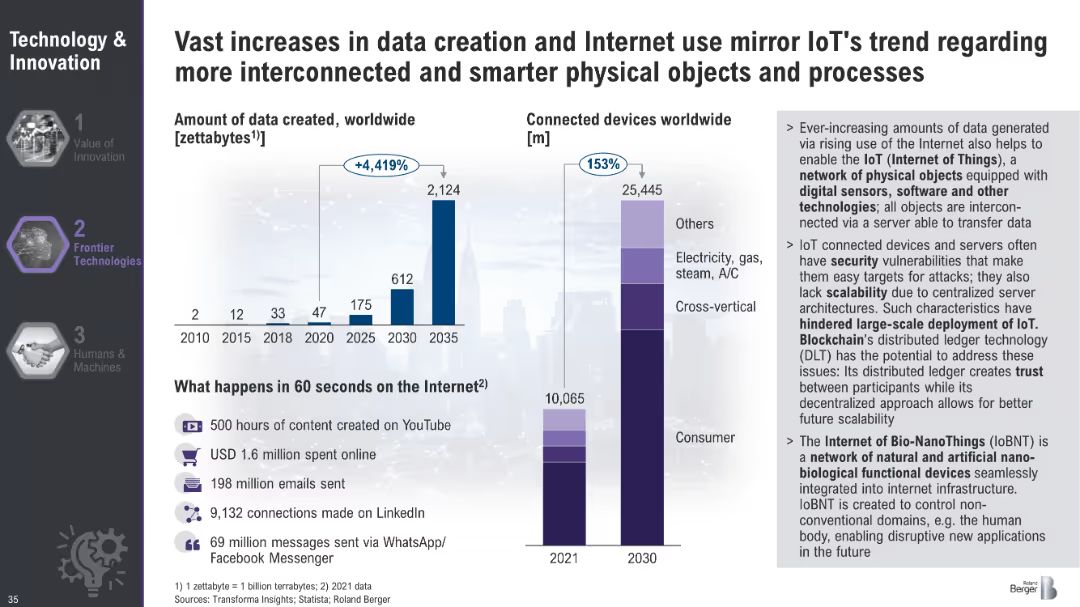 Technology &
Innovation
1
Value of
Innovation
2
Frontier
Technologies
3
Humans &
Machines
35
Vast increases in data creation and Internet use mirror IoT's trend regarding
more interconnected and smarter physical objects and processes
Amount of data created, worldwide
[zettabytes1)]
+4,419%
2
12
33
47
175
612
2,124
2010
2015
2018
2020
2025
2030
2035
What happens in 60 seconds on the Internet2)
500 hours of content created on YouTube
USD 1.6 million spent online
198 million emails sent
9,132 connections made on LinkedIn
69 million messages sent via WhatsApp/
Facebook Messenger
Connected devices worldwide
[m]
153%
25,445
10,065
Others
Electricity, gas,
steam, A/C
Cross-vertical
Consumer
2021
2030
> Ever-increasing amounts of data generated
via rising use of the Internet also helps to
enable the IoT (Internet of Things), a
network of physical objects equipped with
digital sensors, software and other
technologies; all objects are intercon-
nected via a server able to transfer data
> IoT connected devices and servers often
have security vulnerabilities that make
them easy targets for attacks; they also
lack scalability due to centralized server
architectures. Such characteristics have
hindered large-scale deployment of IoT.
Blockchain's distributed ledger technology
(DLT) has the potential to address these
issues: Its distributed ledger creates trust
between participants while its
decentralized approach allows for better
future scalability
> The Internet of Bio-NanoThings (IoBNT) is
a network of natural and artificial nano-
biological functional devices seamlessly
integrated into internet infrastructure.
IoBNT is created to control non-
conventional domains, e.g. the human
body, enabling disruptive new applications
in the future
1) 1 zettabyte = 1 billion terrabytes; 2) 2021 data
Sources: Transforma Insights; Statista; Roland Berger
Roland
Berger
B